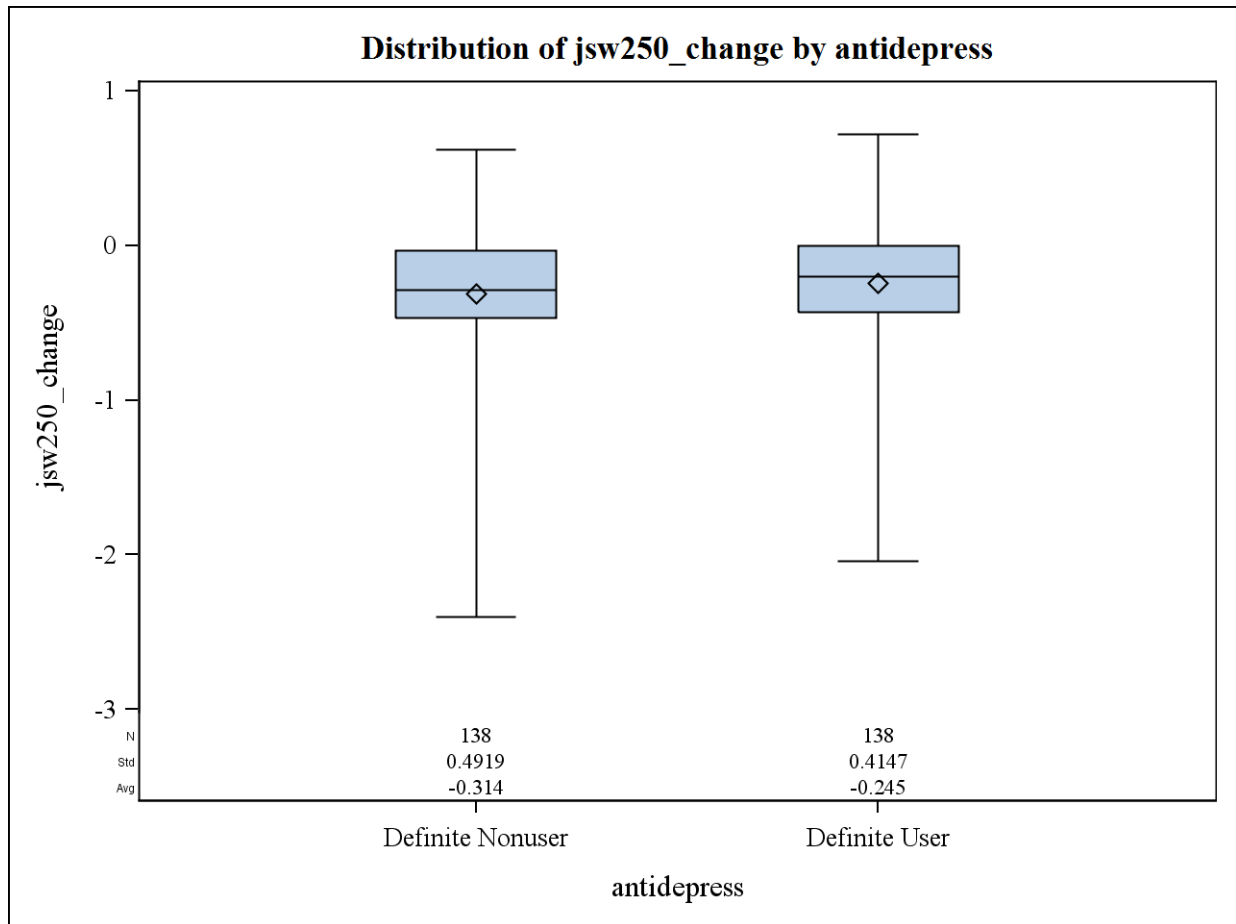 Distribution of jsw250_change by antidepress
jsw250_change
1
0
-1
-2
-3
N 138 138
Std 0.4919 0.4147
Avg -0.314 -0.245
Definite Nonuser Definite User
antidepress